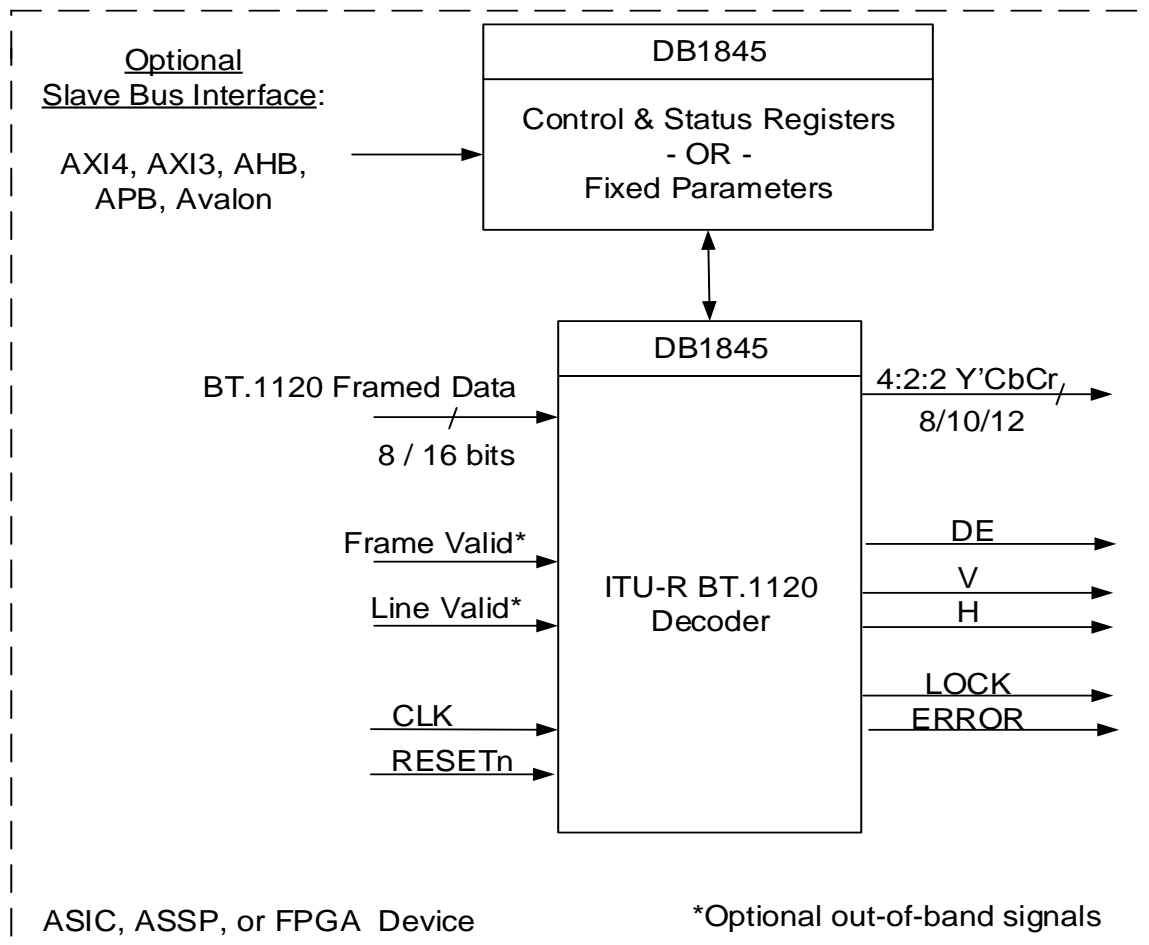 Optional
Slave Bus Interface:
AXI4, AXI3, AHB,
APB, Avalon
DB1845
Control & Status Registers
- OR -
Fixed Parameters
DB1845
BT.1120 Framed Data
8 / 16 bits
Frame Valid*
Line Valid*
CLK
RESETn
ITU-R BT.1120
Decoder
4:2:2 Y’CbCr
8/10/12
DE
V
H
LOCK
ERROR
ASIC, ASSP, or FPGA Device
*Optional out-of-band signals